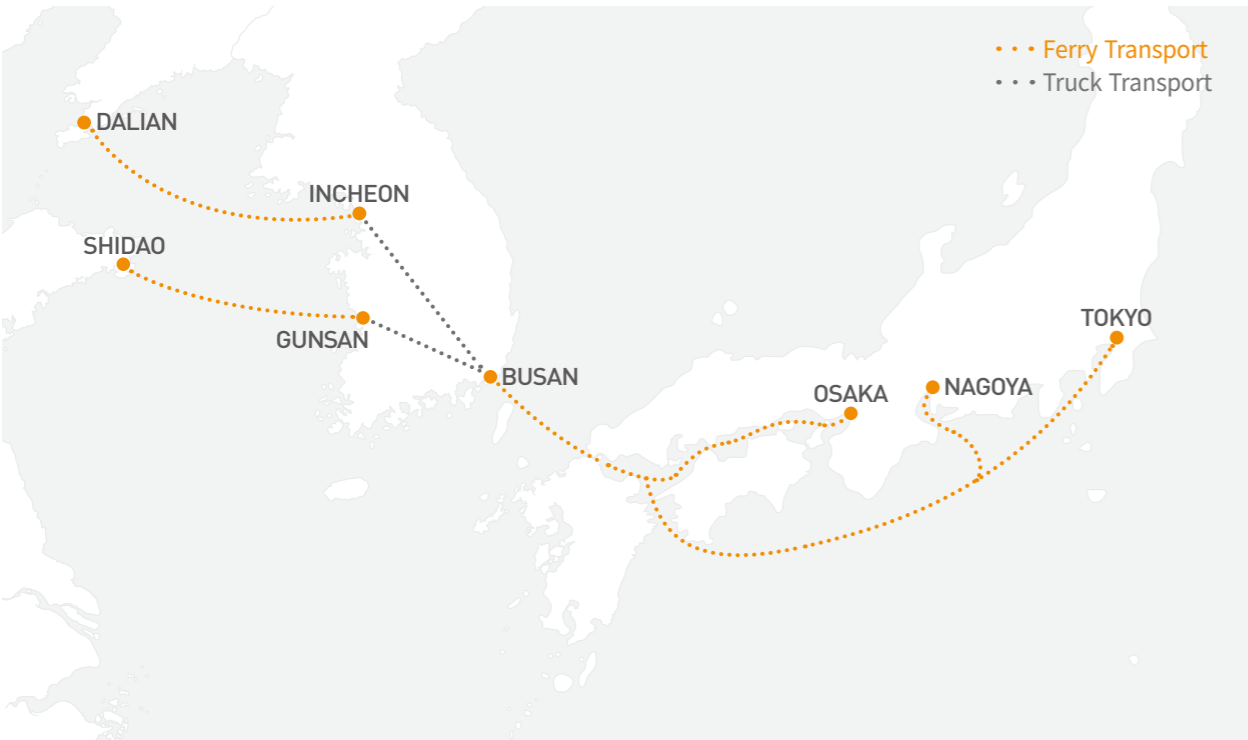 Ferry Transport
Truck Transport
DALIAN
INCHEON
SHIDAO
GUNSAN
BUSAN
TOKYO
NAGOYA
OSAKA